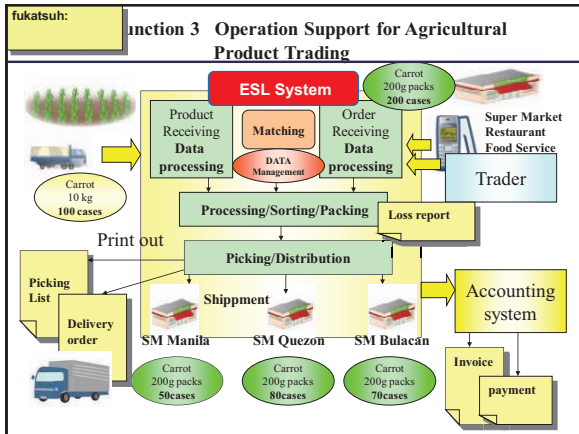 fukatsuh:
unction 3 Operation Support for Agricultural
Product Trading
ESL System
Carrot
200g packs
200 cases
Product
Receiving
Data
processing
Matching
DATA
Management
Order
Receiving
Data
processing
Super Market
Restaurant
Food Service
Trader
Carrot
10 kg
100 cases
Processing/Sorting/Packing
Loss report
Print out
Picking/Distribution
Picking
List
Delivery
order
Shippment
SM Manila
SM Quezon
SM Bulacan
Accounting
system
Invoice
payment
Carrot
200g packs
50cases
Carrot
200g packs
80cases
Carrot
200g packs
70cases